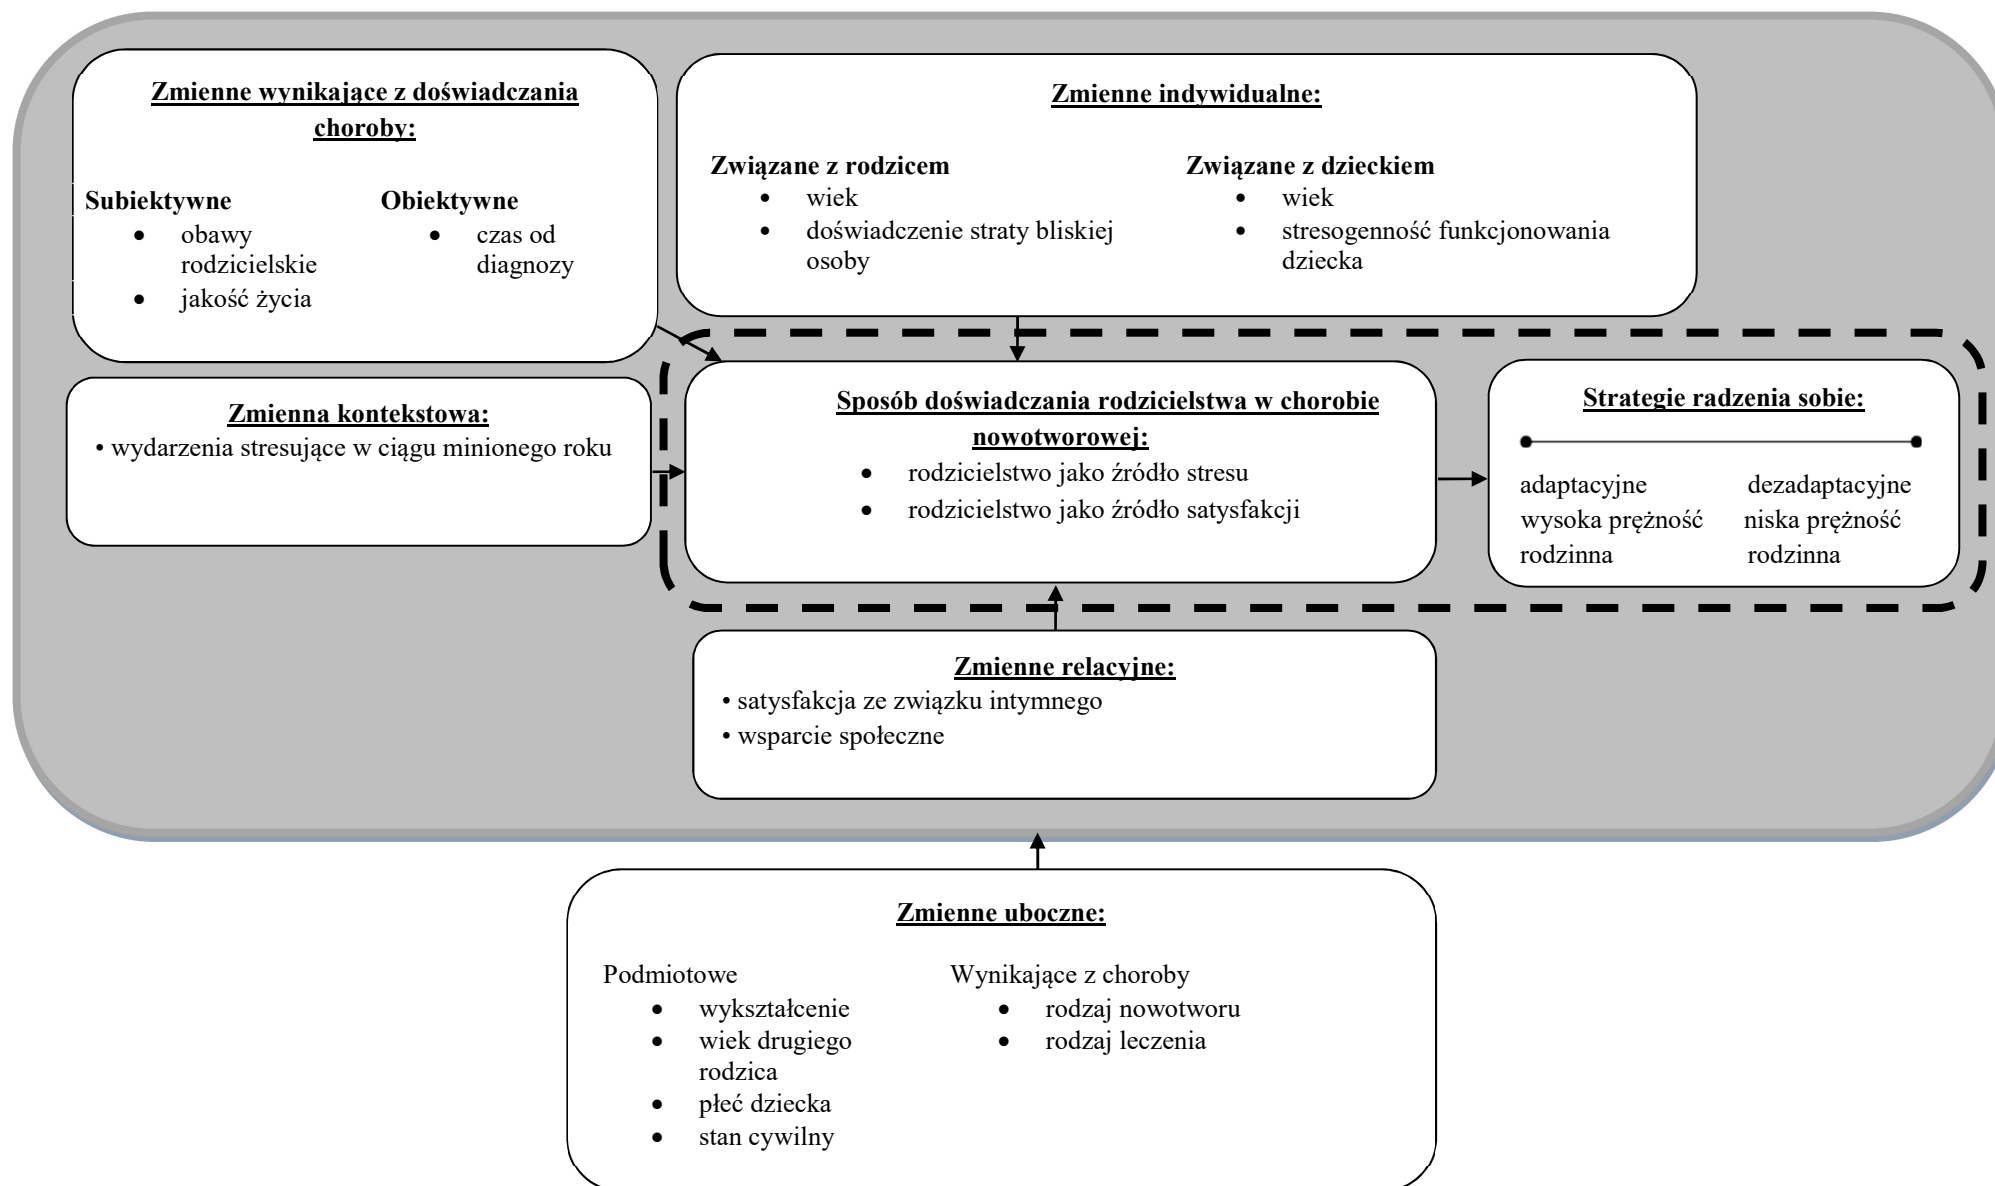 Zmienne wynikające z doświadczania
choroby:
Subiektywne
• obawy
rodzicielskie
• jakość życia
Obiektywne
• czas od
diagnozy
Zmienne indywidualne:
Związane z rodzicem
• wiek
• doświadczenie straty bliskiej
osoby
Związane z dzieckiem
• wiek
• stresogenność funkcjonowania
dziecka
Zmienna kontekstowa:
• wydarzenia stresujące w ciągu minionego roku
Sposób doświadczania rodzicielstwa w chorobie
nowotworowej:
• rodzicielstwo jako źródło stresu
• rodzicielstwo jako źródło satysfakcji
Strategie radzenia sobie:
adaptacyjne dezadaptacyjne
wysoka prężność niska prężność
rodzinna rodzinna
Zmienne relacyjne:
• satysfakcja ze związku intymnego
• wsparcie społeczne
Zmienne uboczne:
Podmiotowe
• wykształcenie
• wiek drugiego
rodzica
• płeć dziecka
• stan cywilny
Wynikające z choroby
• rodzaj nowotworu
• rodzaj leczenia